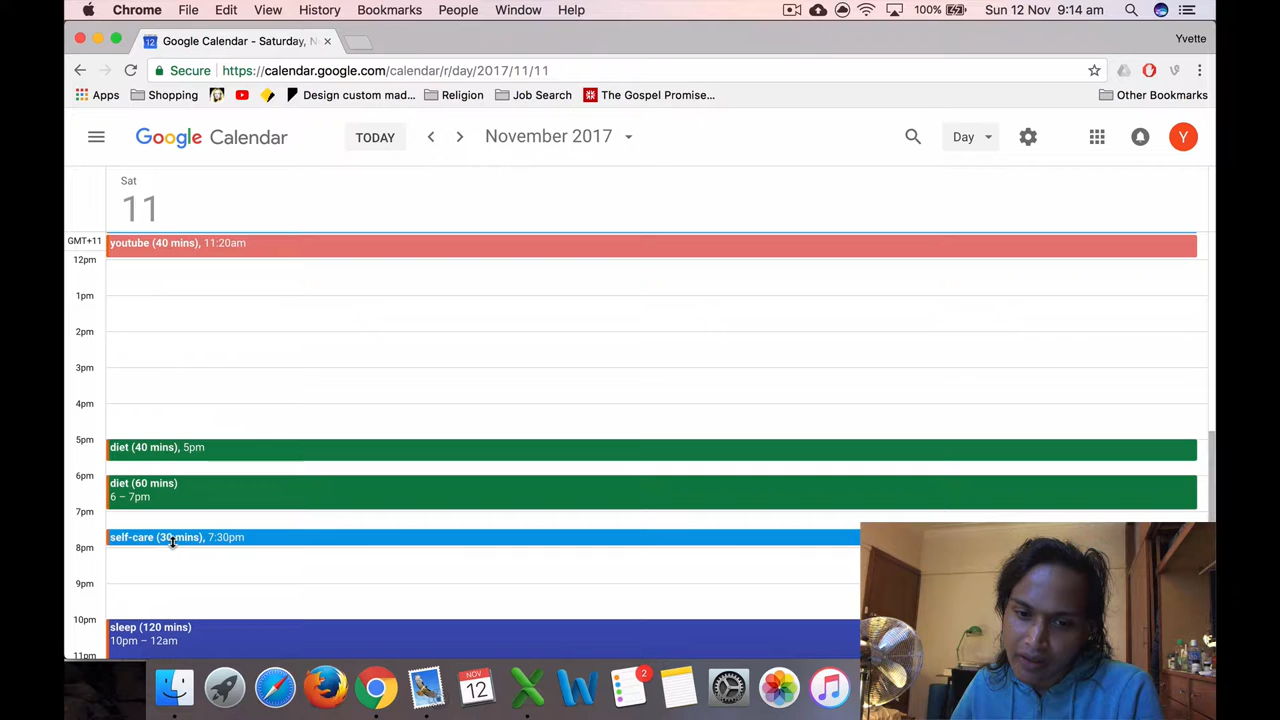 Chrome File Edit View History Bookmarks People Window Help 100% Sun 12 Nov 9:14 am
12 Google Calendar - Saturday, N Yvette
Secure https://calendar.google.com/calendar/r/day/2017/11/11
Apps Shopping Design custom mad... Religion Job Search The Gospel Promise... Other Bookmarks
Google Calendar TODAY November 2017 Day Y
Sat
11
GMT+11 youtube (40 mins), 11:20am
12pm
1pm
2pm
3pm
4pm
5pm diet (40 mins), 5pm
6pm diet (60 mins)
6 – 7pm
7pm
self-care (30 mins), 7:30pm
8pm
9pm
10pm sleep (120 mins)
10pm – 12am
11pm
NOV 2
12